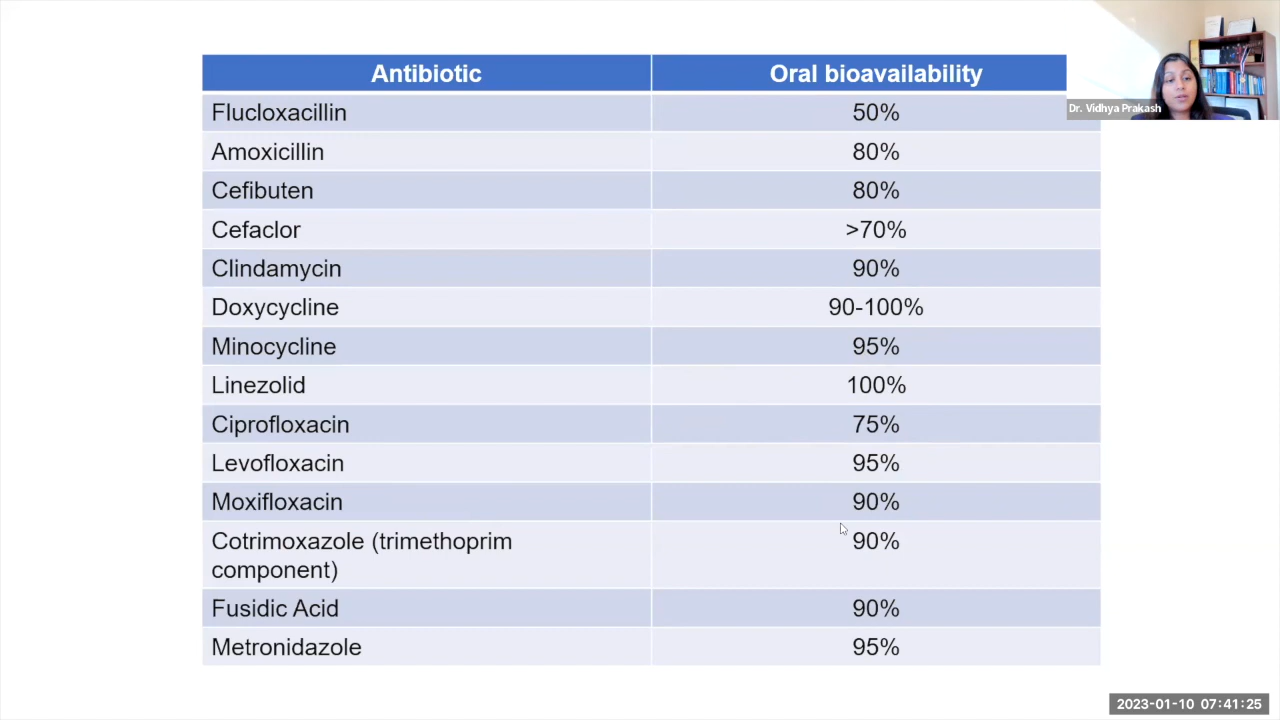 Antibiotic Oral bioavailability
Flucloxacillin 50%
Amoxicillin 80%
Cefibuten 80%
Cefaclor >70%
Clindamycin 90%
Doxycycline 90-100%
Minocycline 95%
Linezolid 100%
Ciprofloxacin 75%
Levofloxacin 95%
Moxifloxacin 90%
Cotrimoxazole (trimethoprim 90%
component)
Fusidic Acid 90%
Metronidazole 95%
Dr. Vidhya Prakash
2023-01-10 07:41:25